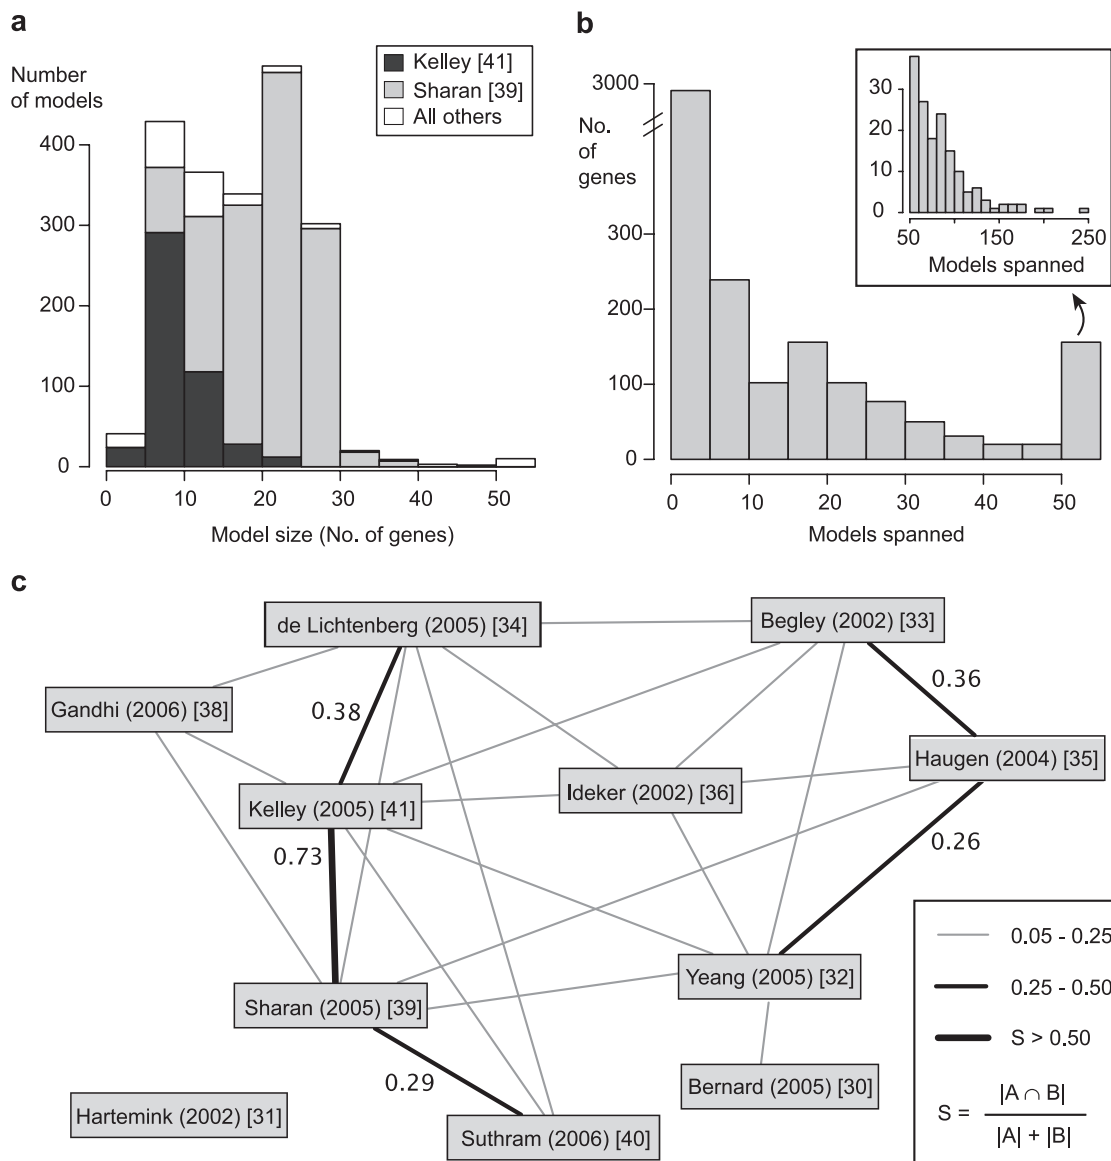 a
Number
of models
Kelley [41]
Sharan [39]
All others
400
300
200
100
0
0 10 20 30 40 50
Model size (No. of genes)
b
3000
No.
of
genes
300
200
100
0
0 10 20 30 40 50
Models spanned
30
20
10
0
50 150 250
Models spanned
c
de Lichtenberg (2005) [34]
Begley (2002) [33]
Gandhi (2006) [38]
0.38
0.36
Haugen (2004) [35]
Kelley (2005) [41]
Ideker (2002) [36]
0.73
0.26
Sharan (2005) [39]
Yeang (2005) [32]
0.29
Bernard (2005) [30]
Hartemink (2002) [31]
Suthram (2006) [40]
0.05 - 0.25
0.25 - 0.50
S > 0.50
S = |A ∩ B|
|A| + |B|